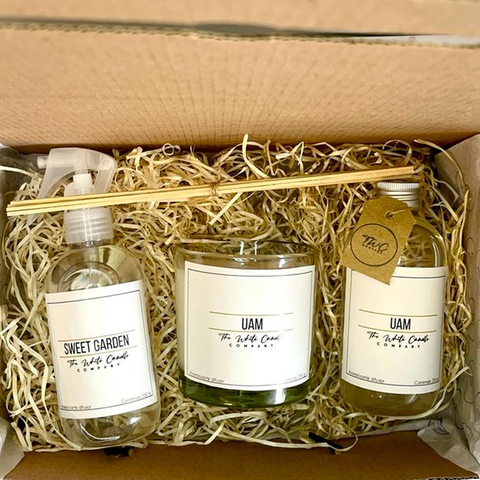 SWEET GARDEN
The White Candle
COMPANY
UAM
The White Candle
COMPANY
TWC
UAM
The White Candle
COMPANY